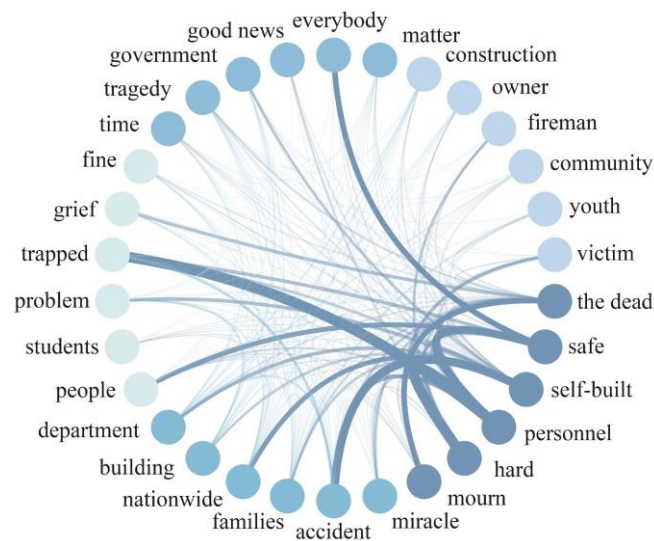 everybody
good news
matter
government
construction
tragedy
owner
time
fireman
fine
community
grief
youth
trapped
victim
problem
the dead
students
safe
people
self-built
department
personnel
building
hard
nationwide
mourn
families
miracle
accident